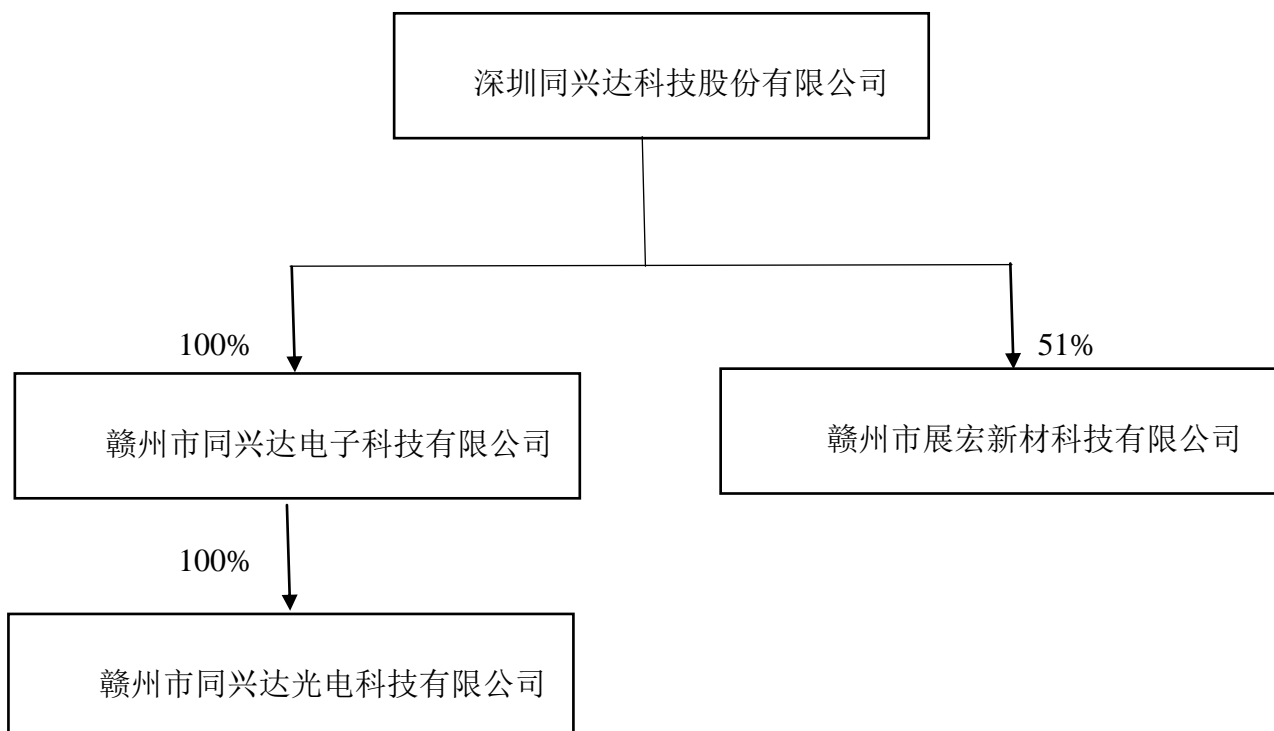 深圳同兴达科技股份有限公司
100%
51%
赣州市同兴达电子科技有限公司
赣州市展宏新材科技有限公司
100%
赣州市同兴达光电科技有限公司